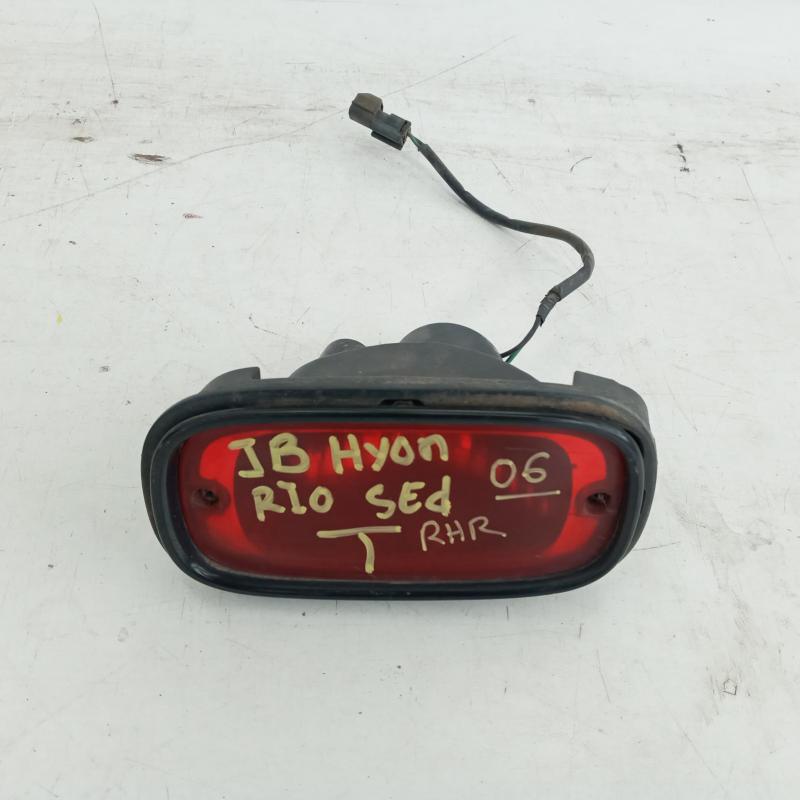 JB Hyon 06
RIO SEd
T RHR